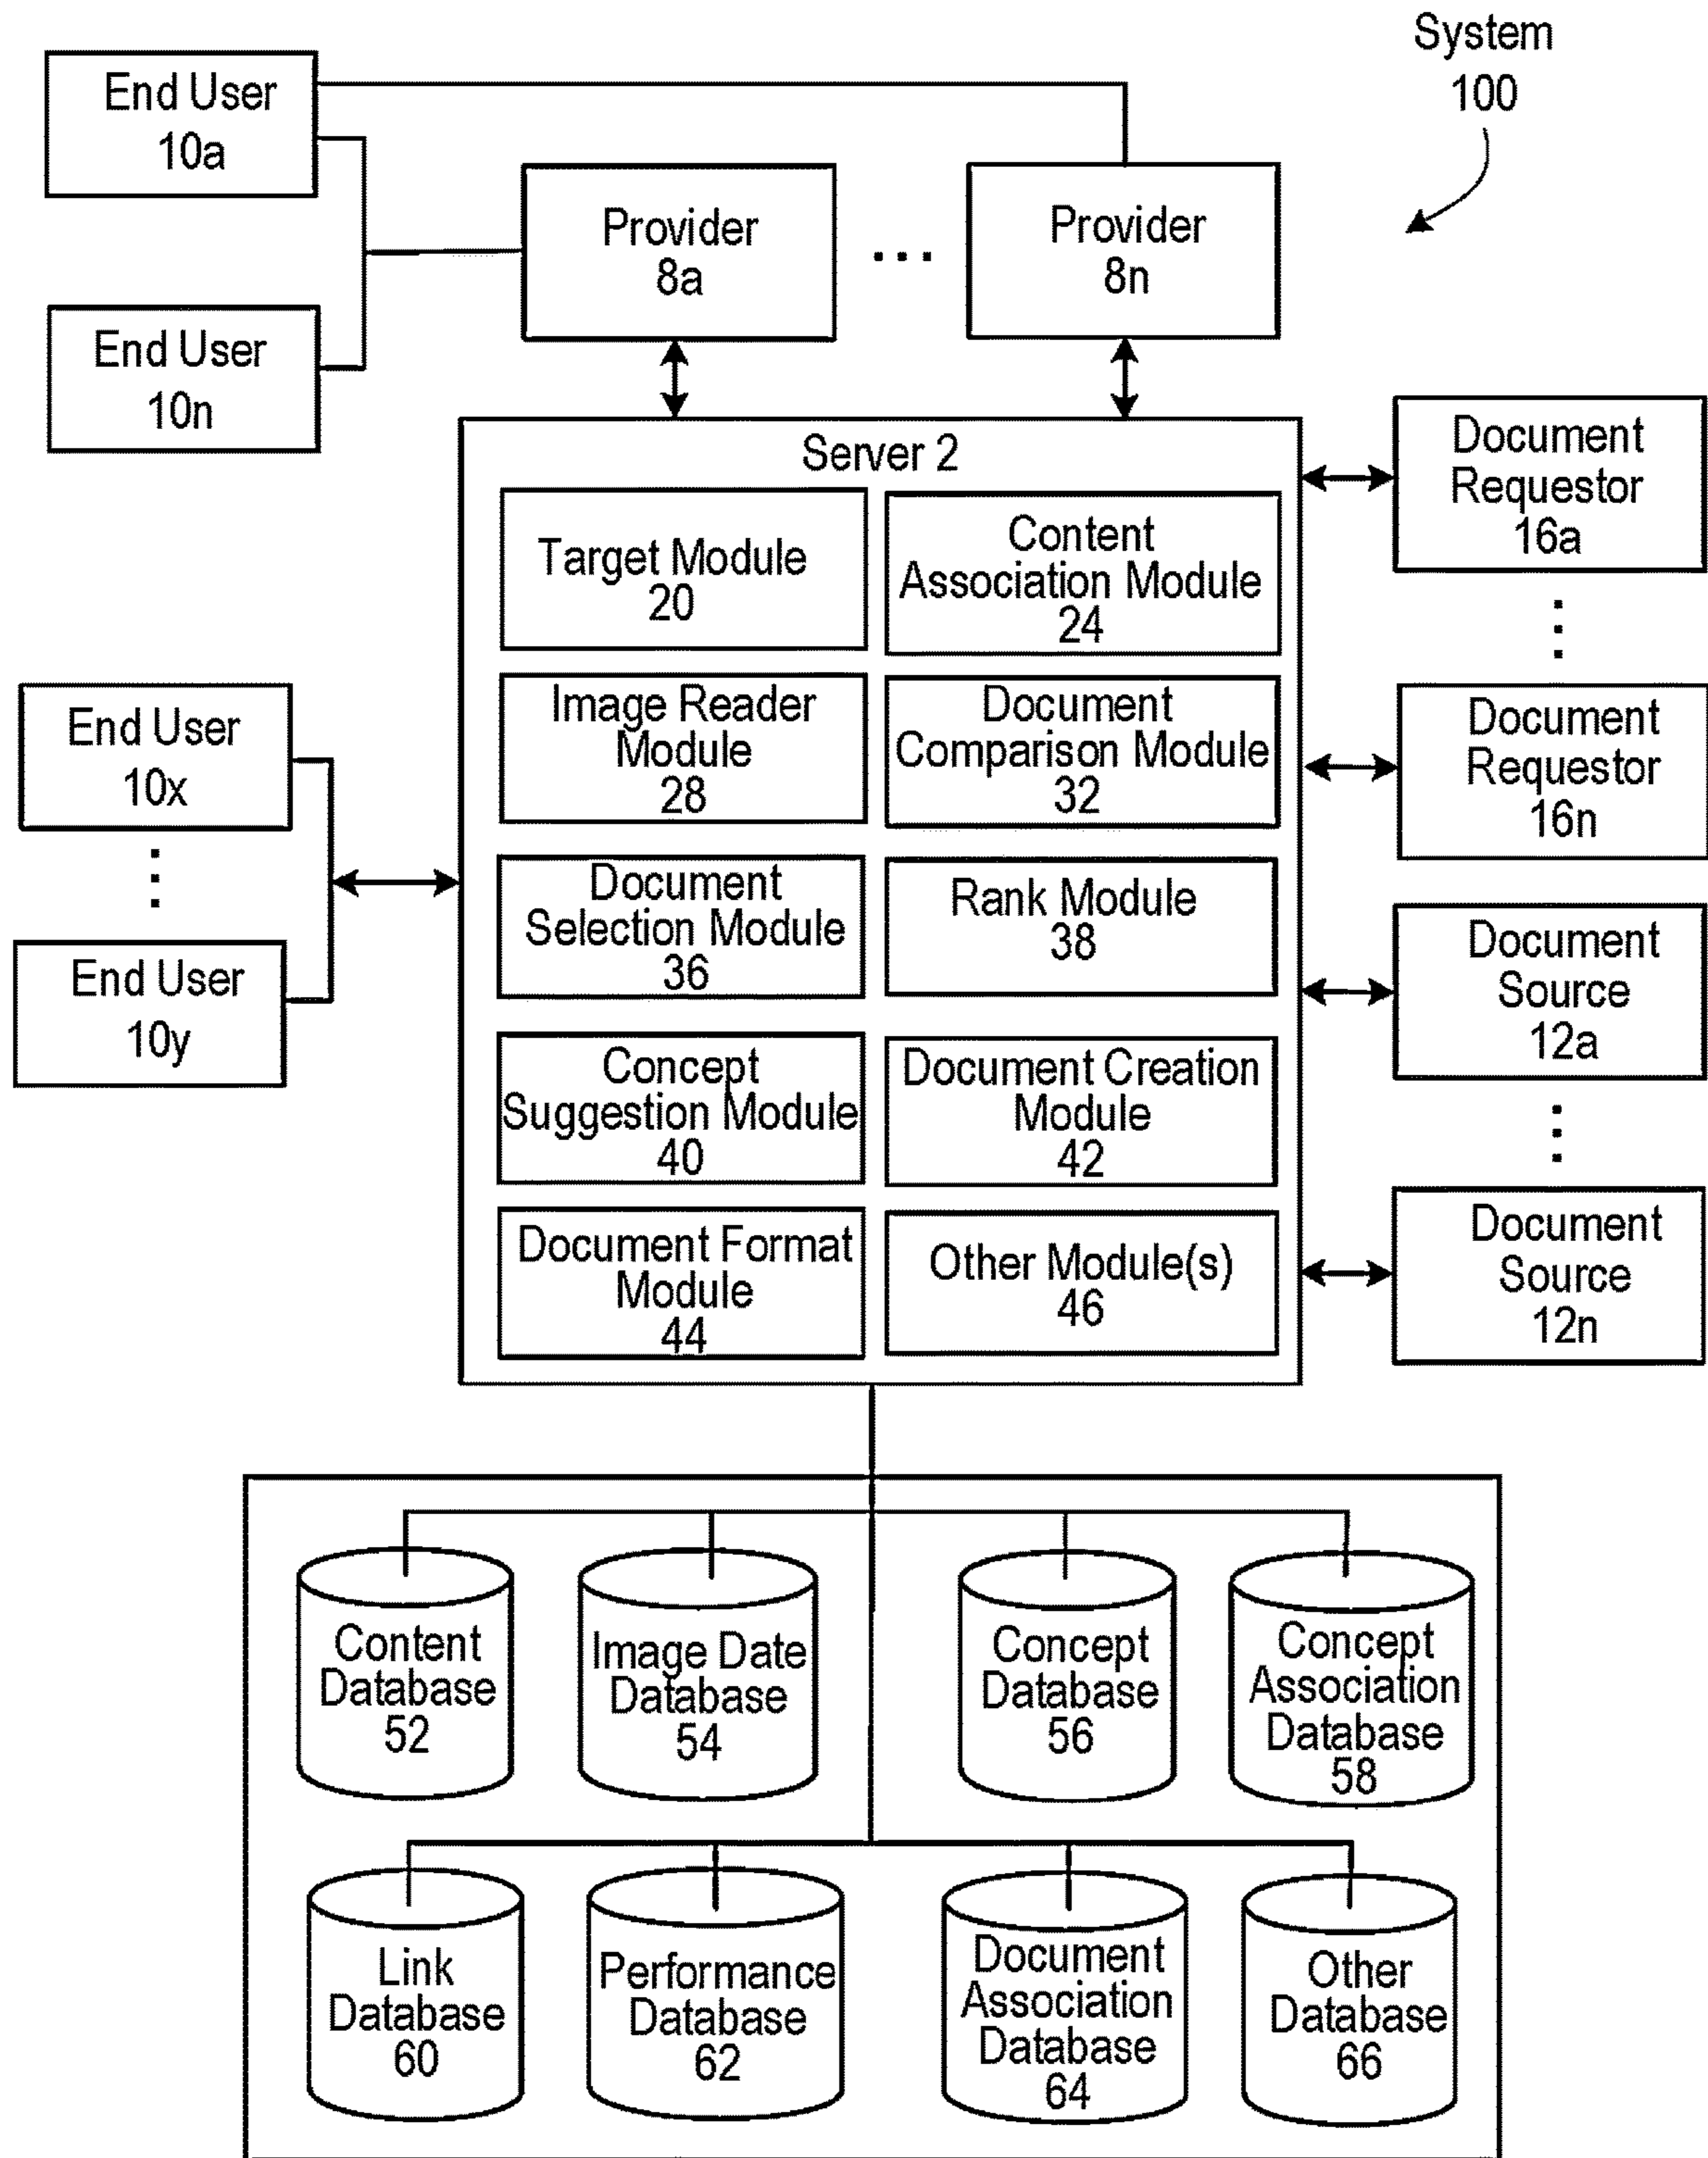 System
100
End User
10a
Provider
8a
...
Provider
8n
End User
10n
Server 2
Target Module
20
Content
Association Module
24
Image Reader
Module
28
Document
Comparison Module
32
Document
Selection Module
36
Rank Module
38
Concept
Suggestion Module
40
Document Creation
Module
42
Document Format
Module
44
Other Module(s)
46
End User
10x
End User
10y
Document
Requestor
16a
Document
Requestor
16n
Document
Source
12a
Document
Source
12n
Content
Database
52
Image Date
Database
54
Concept
Database
56
Concept
Association
Database
58
Link
Database
60
Performance
Database
62
Document
Association
Database
64
Other
Database
66